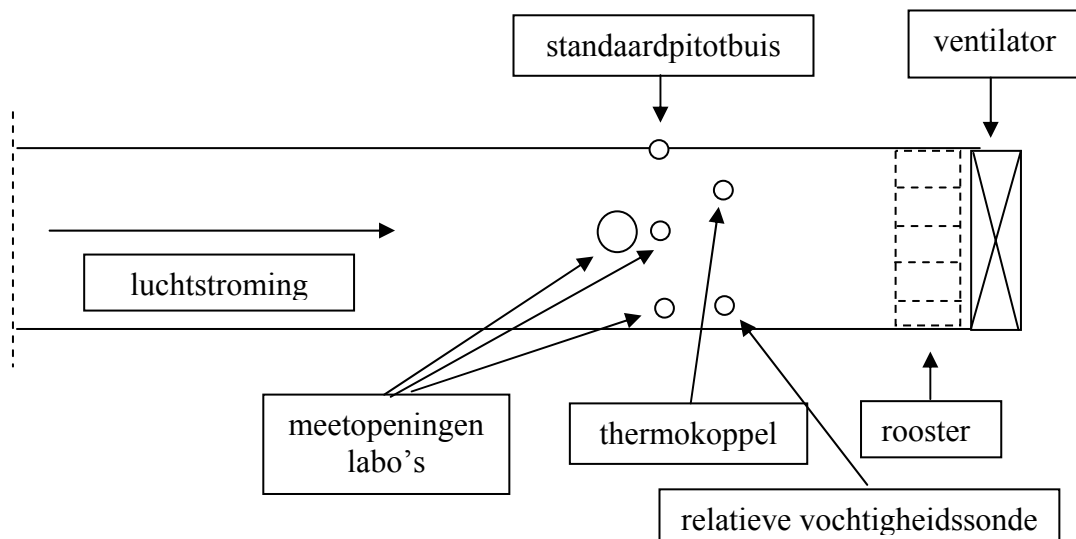 standaardpitotbuis
ventilator
luchtstroming
meetopeningen
labo's
thermokoppel
rooster
relatieve vochtigheidssonde